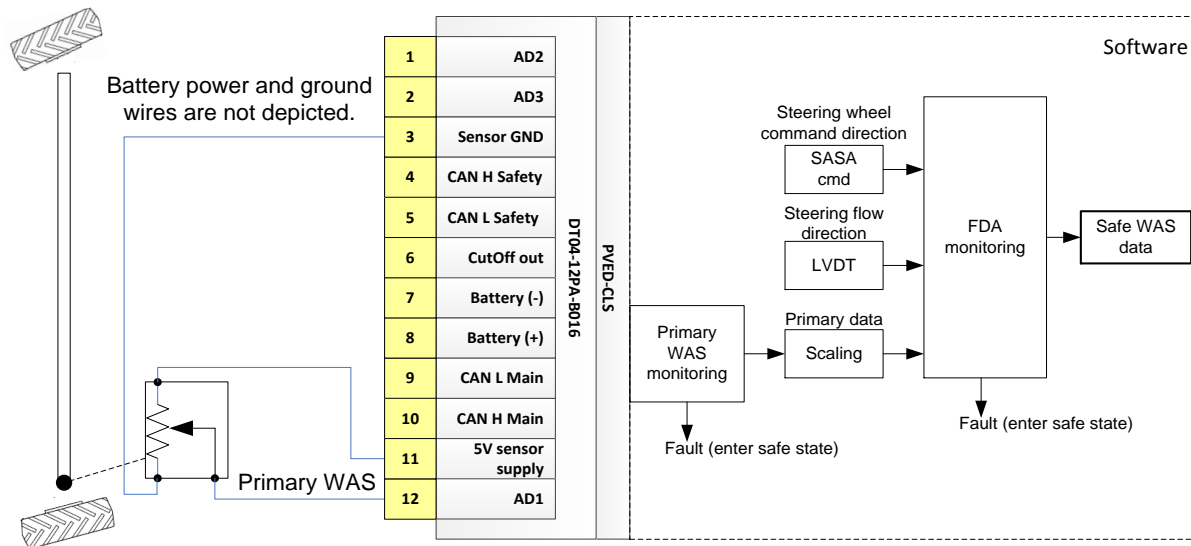 Software
Battery power and ground
wires are not depicted.
1 AD2
2 AD3
3 Sensor GND
4 CAN H Safety
5 CAN L Safety
6 CutOff out
7 Battery (-)
8 Battery (+)
9 CAN L Main
10 CAN H Main
11 5V sensor
supply
12 AD1
Primary WAS
DT04-12PA-B016
PVED-CLS
Steering wheel
command direction
SASA
cmd
Steering flow
direction
LVDT
Primary data
Scaling
Primary
WAS
monitoring
Fault (enter safe state)
FDA
monitoring
Fault (enter safe state)
Safe WAS
data